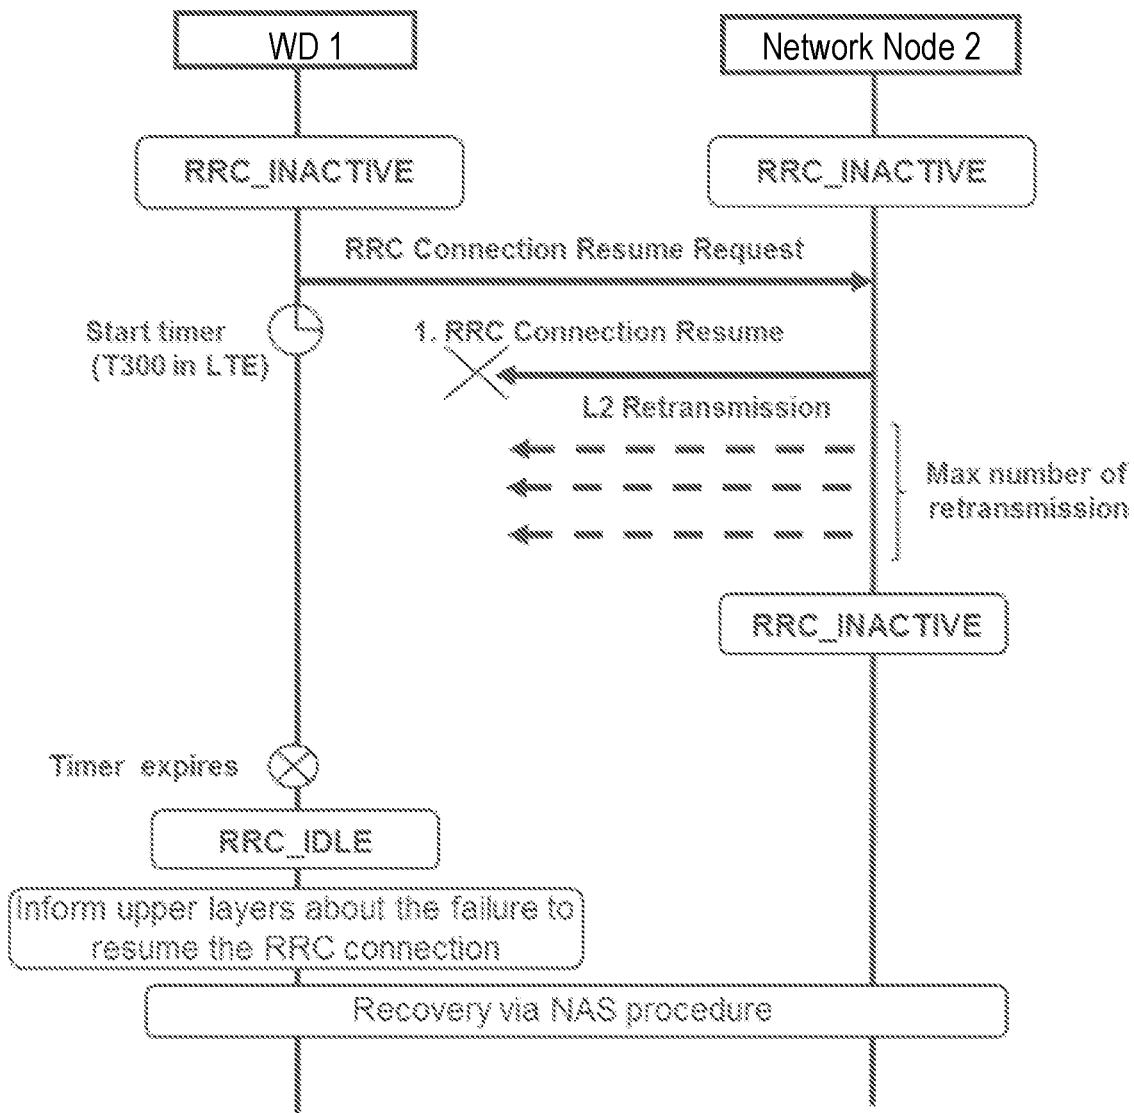 WD 1
Network Node 2
RRC_INACTIVE
RRC_INACTIVE
RRC Connection Resume Request
Start timer
(T300 in LTE)
1. RRC Connection Resume
L2 Retransmission
Max number of
retransmission
RRC_INACTIVE
Timer expires
RRC_IDLE
Inform upper layers about the failure to
resume the RRC connection
Recovery via NAS procedure